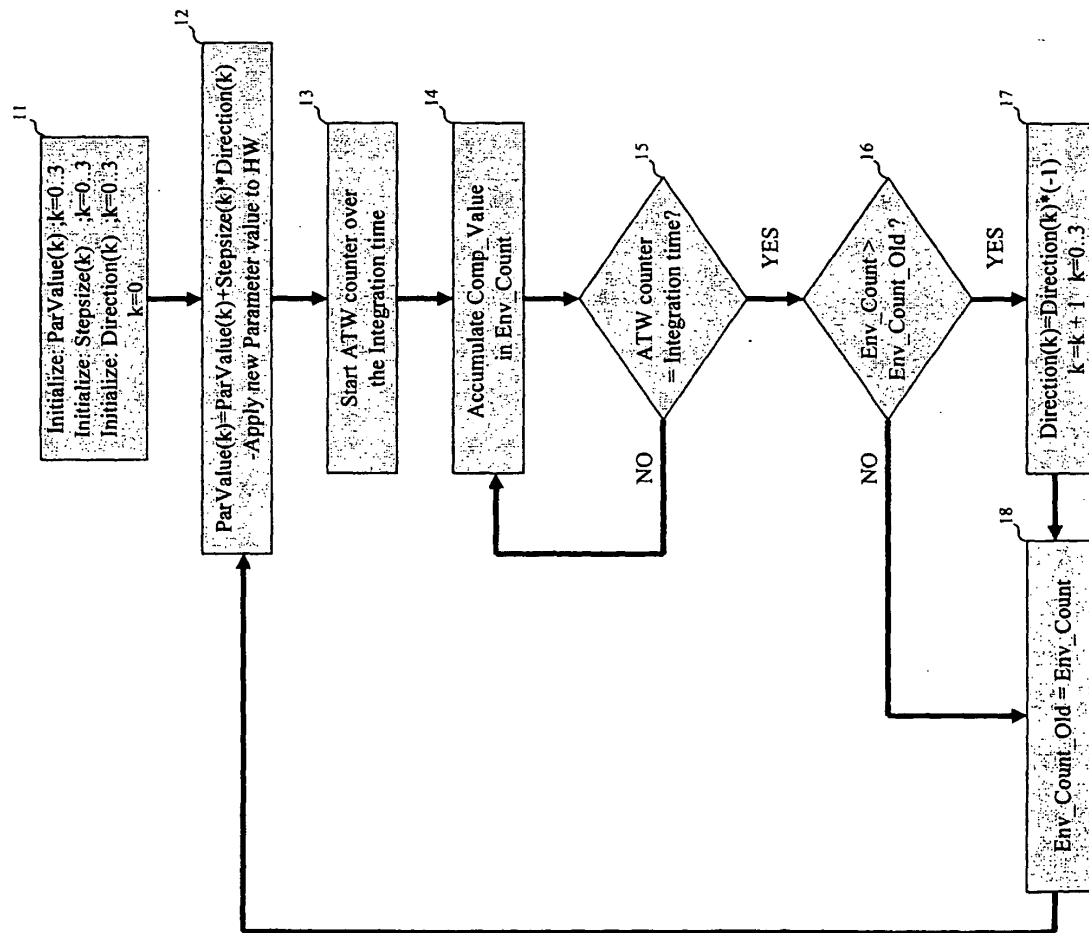 11
Initialize: ParValue(k) ;k=0..3
Initialize: Stepsize(k) ;k=0..3
Initialize: Direction(k) ;k=0..3
k=0
12
ParValue(k)=ParValue(k)+Stepsize(k)*Direction(k)
-Apply new Parameter value to HW
13
Start ATW counter over
the Integration time
14
Accumulate Comp_Value
in Env_Count
15
ATW counter
= Integration time?
NO
YES
16
Env_Count >
Env_Count_Old ?
NO
YES
17
Direction(k)=Direction(k)*(-1)
k=k + 1 k=0..3
18
Env_Count_Old = Env_Count